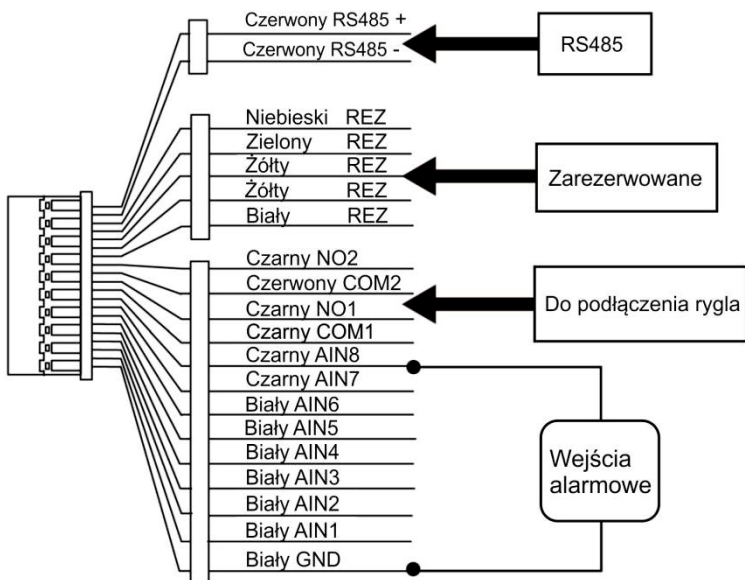 Czerwony RS485 +
Czerwony RS485 -
RS485
Niebieski REZ
Zielony REZ
Żółty REZ
Żółty REZ
Biały REZ
Zarezerwowane
Czarny NO2
Czerwony COM2
Czarny NO1
Czarny COM1
Do podłączenia rygla
Czarny AIN8
Czarny AIN7
Biały AIN6
Biały AIN5
Biały AIN4
Biały AIN3
Biały AIN2
Biały AIN1
Biały GND
Wejścia
alarmowe